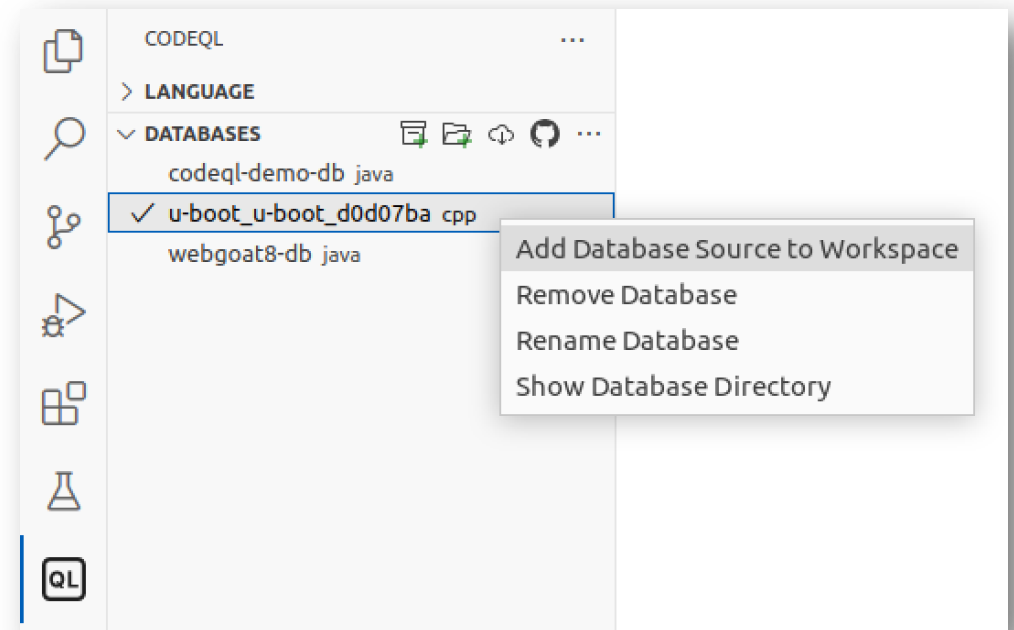 CODEQL
LANGUAGE
DATABASES
codeql-demo-db java
u-boot_u-boot_d0d07ba cpp
webgoat8-db java
Add Database Source to Workspace
Remove Database
Rename Database
Show Database Directory
QL